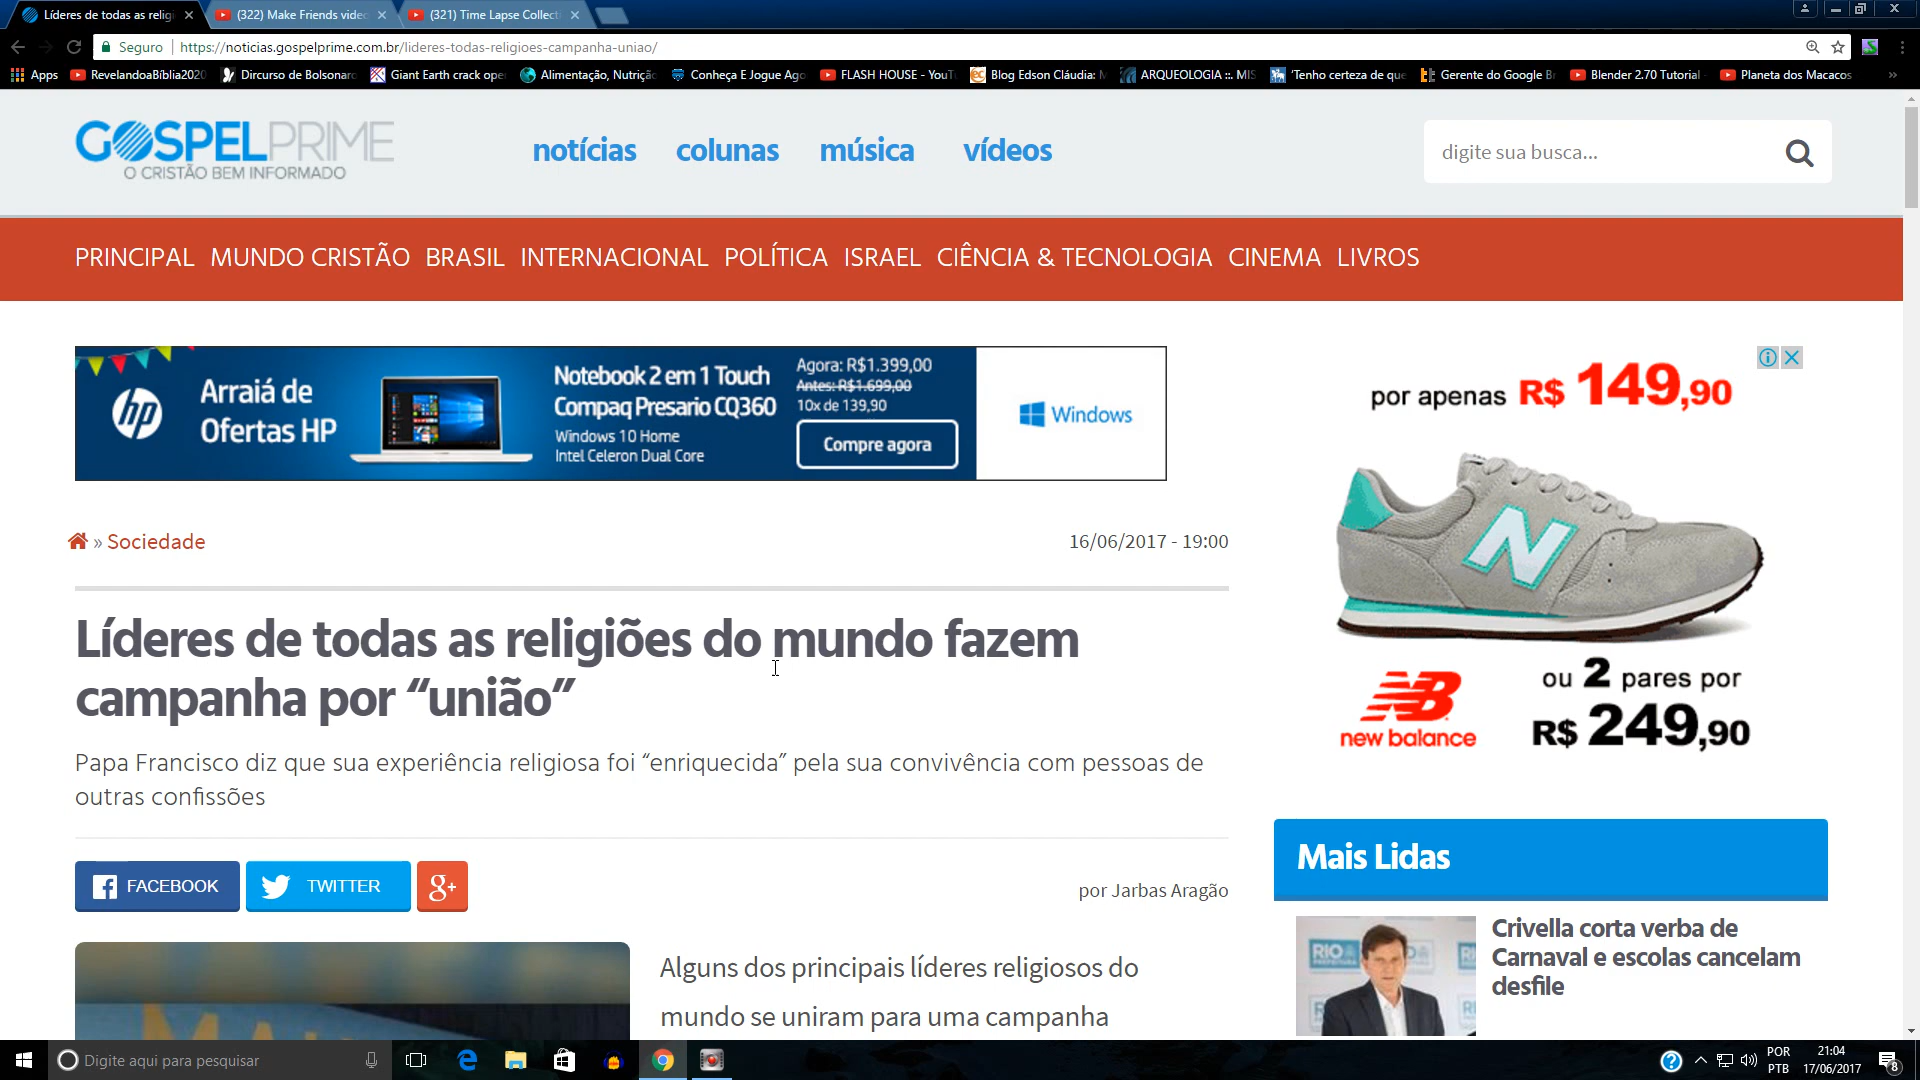 Líderes de todas as relig
(322) Make Friends video
(321) Time Lapse Collect
Seguro
https://noticias.gospelprime.com.br/lideres-todas-religioes-campanha-uniao/
Apps
RevelandoaBíblia2020
Dircurso de Bolsonaro
Giant Earth crack ope
Alimentação, Nutriçã
Conheça E Jogue Ago
FLASH HOUSE - YouT
Blog Edson Cláudia: M
ARQUEOLOGIA ::. MIS
'Tenho certeza de que
Gerente do Google Br
Blender 2.70 Tutorial
Planeta dos Macacos
»
GOSPELPRIME
O CRISTÃO BEM INFORMADO
notícias colunas música vídeos
digite sua busca...
PRINCIPAL MUNDO CRISTÃO BRASIL INTERNACIONAL POLÍTICA ISRAEL CIÊNCIA & TECNOLOGIA CINEMA LIVROS
hp
Arraiá de
Ofertas HP
Notebook 2 em 1 Touch
Compaq Presario CQ360
Windows 10 Home
Intel Celeron Dual Core
Agora: R$1.399,00
Antes: R$1.699,00
10x de 139,90
Compre agora
Windows
por apenas R$ 149,90
N
new balance
ou 2 pares por
R$ 249,90
» Sociedade
16/06/2017 - 19:00
Líderes de todas as religiões do mundo fazem
campanha por “união”
Papa Francisco diz que sua experiência religiosa foi “enriquecida” pela sua convivência com pessoas de
outras confissões
FACEBOOK
TWITTER
g+
por Jarbas Aragão
Alguns dos principais líderes religiosos do
mundo se uniram para uma campanha
Mais Lidas
RIO
Crivella corta verba de
Carnaval e escolas cancelam
desfile
Digite aqui para pesquisar
POR
PTB
21:04
17/06/2017
8